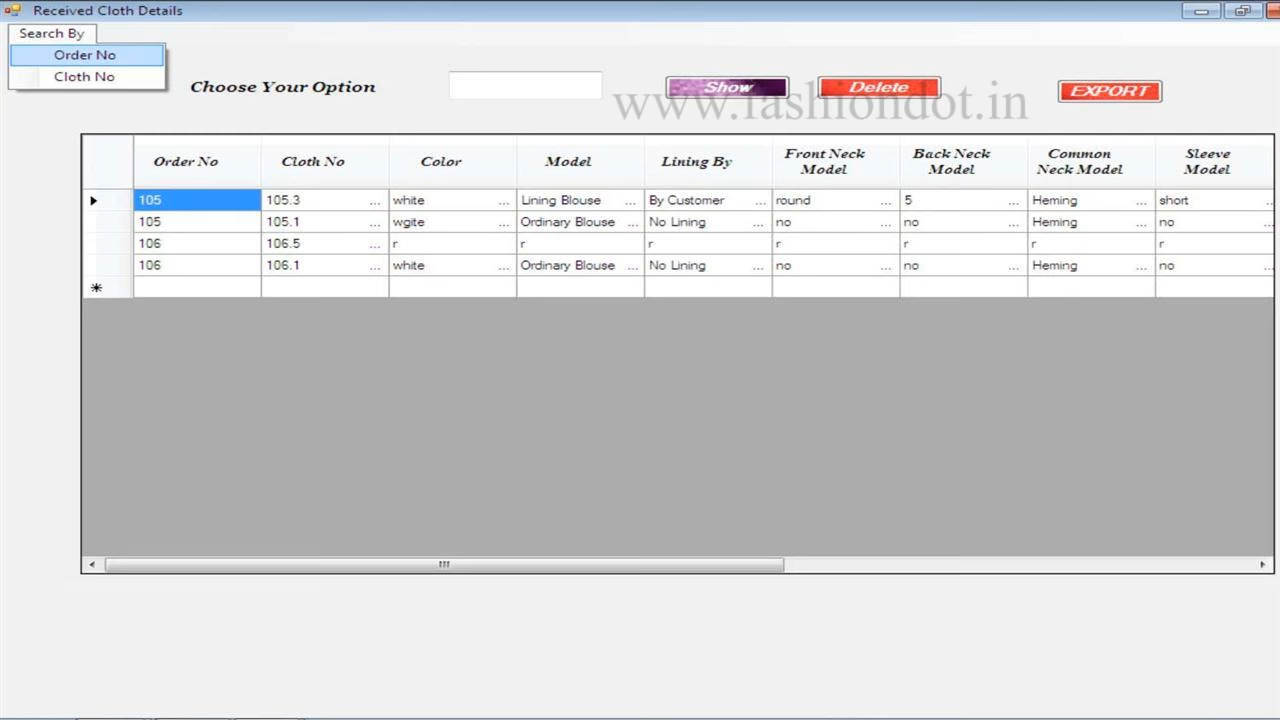 Received Cloth Details
Search By
Order No
Cloth No
Choose Your Option
Show
Delete
EXPORT
www.fashiondot.in
Order No Cloth No Color Model Lining By Front Neck Model Back Neck Model Common Neck Model Sleeve Model
105 105.3 ... white ... Lining Blouse ... By Customer ... round ... 5 ... Heming ... short ...
105 105.1 ... wgite ... Ordinary Blouse ... No Lining ... no ... no ... Heming ... no ...
106 106.5 ... r r r r r r r
106 106.1 ... white ... Ordinary Blouse ... No Lining ... no ... no ... Heming ... no ...